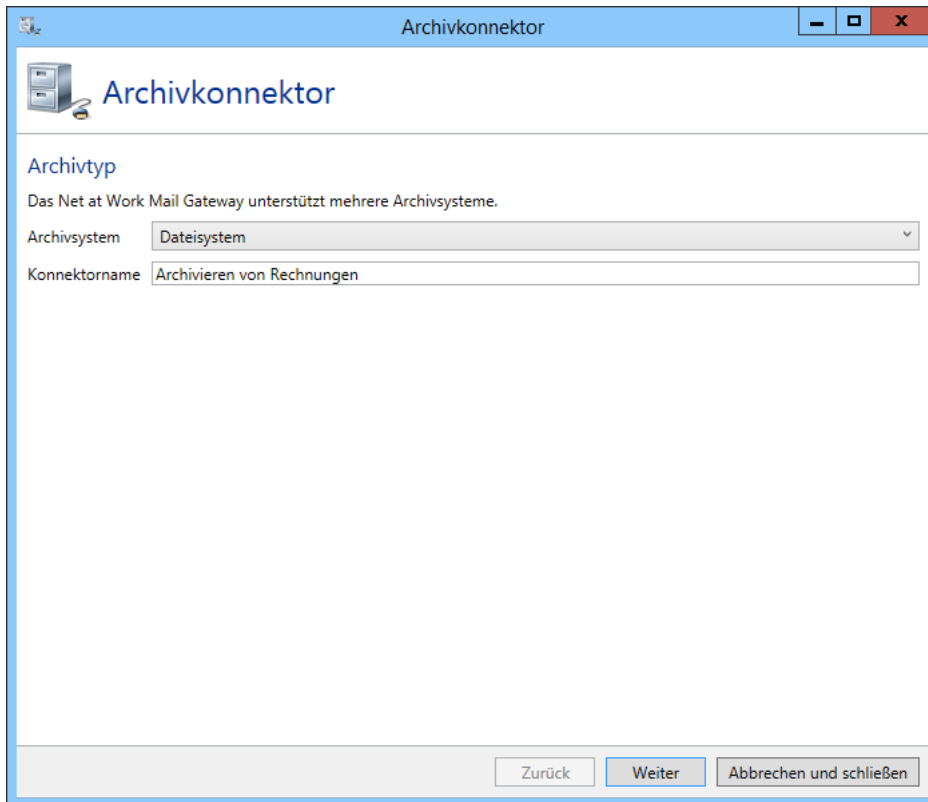 Archivkonnektor
Archivkonnektor
Archivtyp
Das Net at Work Mail Gateway unterstützt mehrere Archivsysteme.
Archivsystem Dateisystem
Konnektorname Archivieren von Rechnungen
Zurück Weiter Abbrechen und schließen